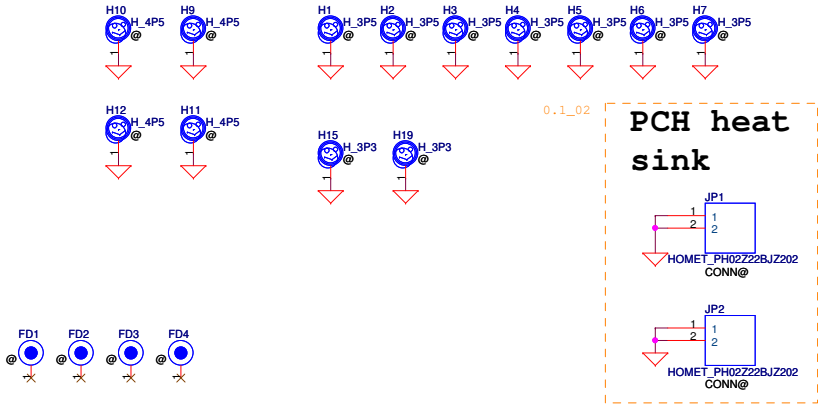 H10 H9 H1 H2 H3 H4 H5 H6 H7
H_4P5 H_4P5 H_3P5 H_3P5 H_3P5 H_3P5 H_3P5 H_3P5 H_3P5
@ @ @ @ @ @ @ @ @
1 1 1 1 1 1 1 1 1
H12 H11
H_4P5 H_4P5
@ @
1 1
H15 H19
H_3P3 H_3P3
@ @
1 1
0.1_02
PCH heat
sink
JP1
1 1
2 2
HOMET_PH02Z22BJZ202
CONN@
JP2
1 1
2 2
HOMET_PH02Z22BJZ202
CONN@
FD1 FD2 FD3 FD4
@ @ @ @
1 1 1 1